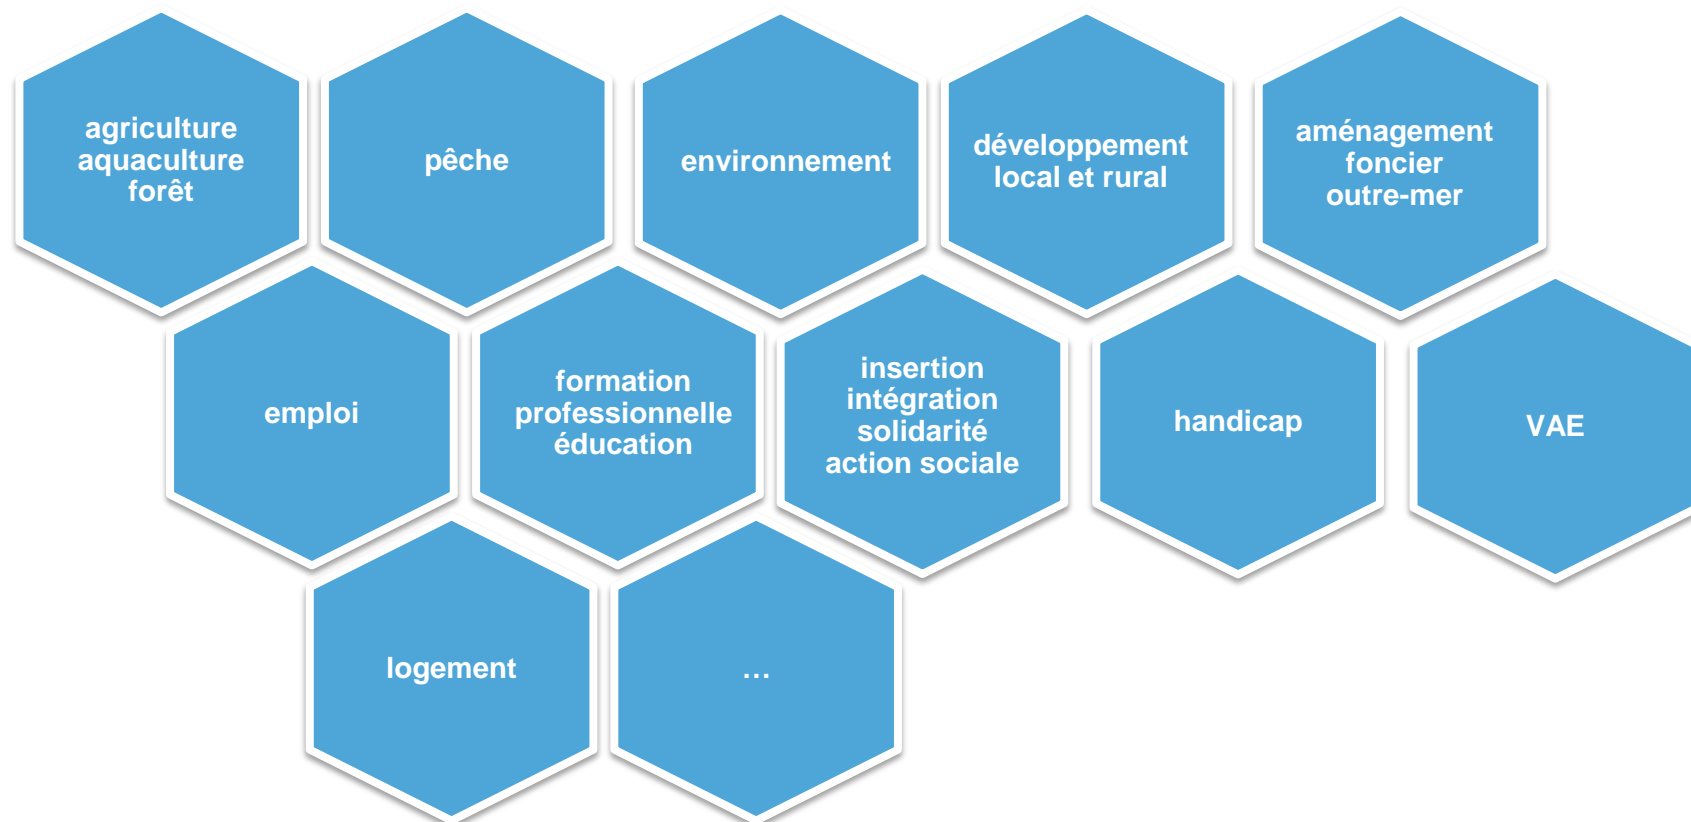 agriculture
aquaculture
forêt
pêche
environnement
développement
local et rural
aménagement
foncier
outre-mer
emploi
formation
professionnelle
éducation
insertion
intégration
solidarité
action sociale
handicap
VAE
logement
…